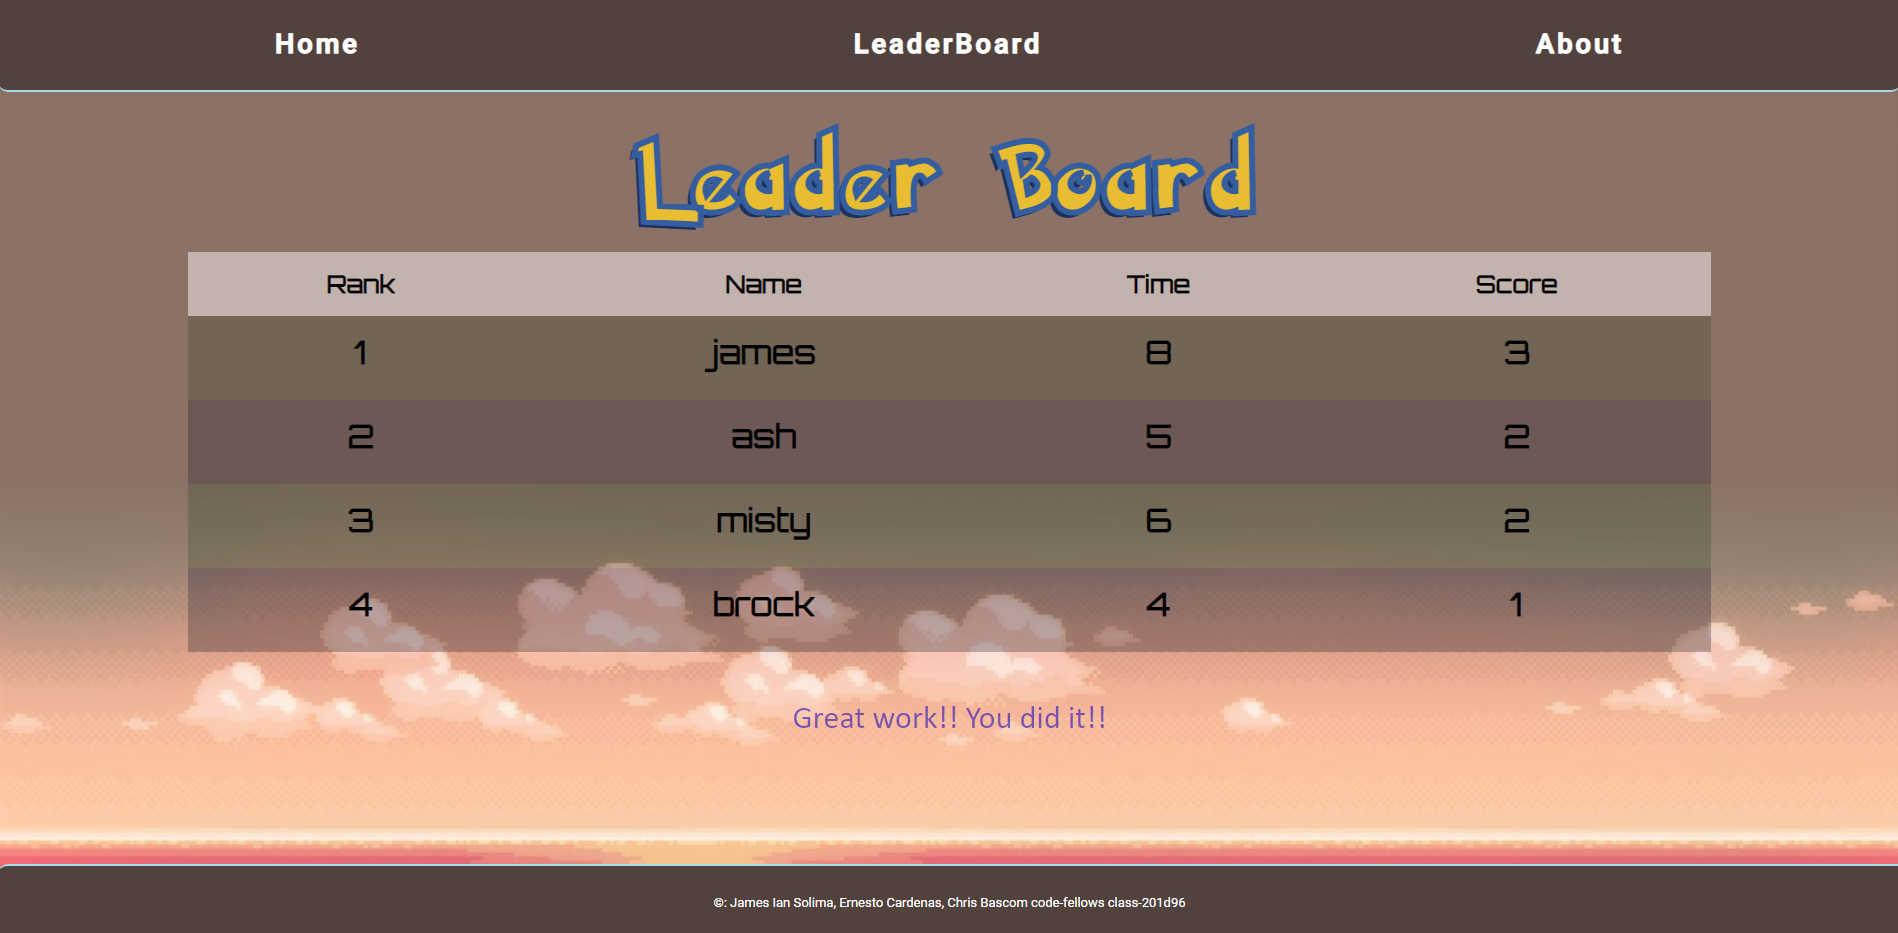 Home LeaderBoard About
Leader Board
Rank Name Time Score
1 james 8 3
2 ash 5 2
3 misty 6 2
4 brock 4 1
Great work!! You did it!!
©: James Ian Solima, Ernesto Cardenas, Chris Bascom code-fellows class-201d96